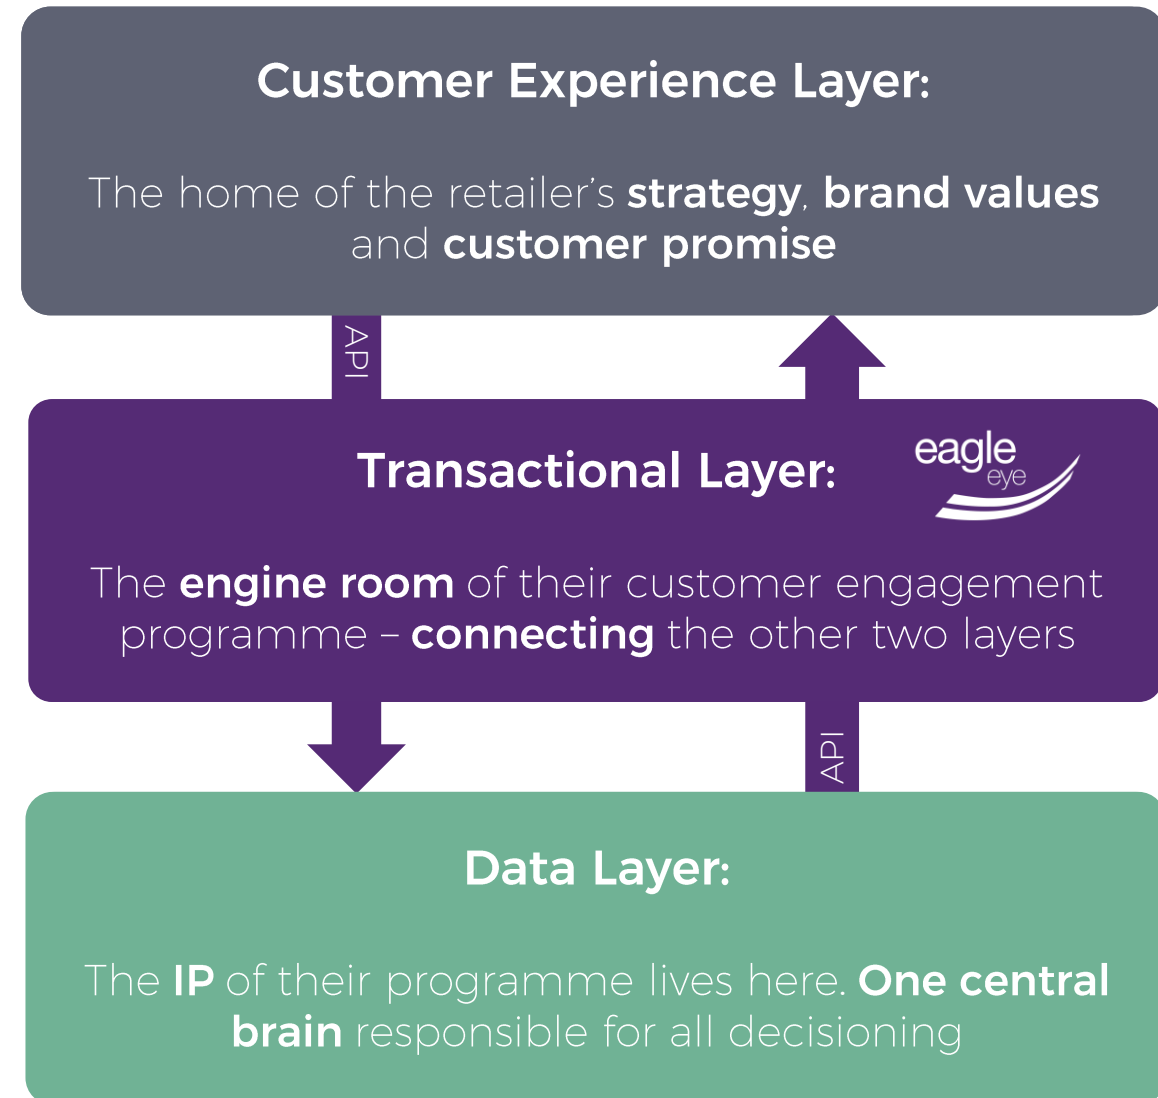 Customer Experience Layer:
The home of the retailer’s strategy, brand values
and customer promise
API
Transactional Layer:
eagle
eye
The engine room of their customer engagement
programme – connecting the other two layers
API
Data Layer:
The IP of their programme lives here. One central
brain responsible for all decisioning